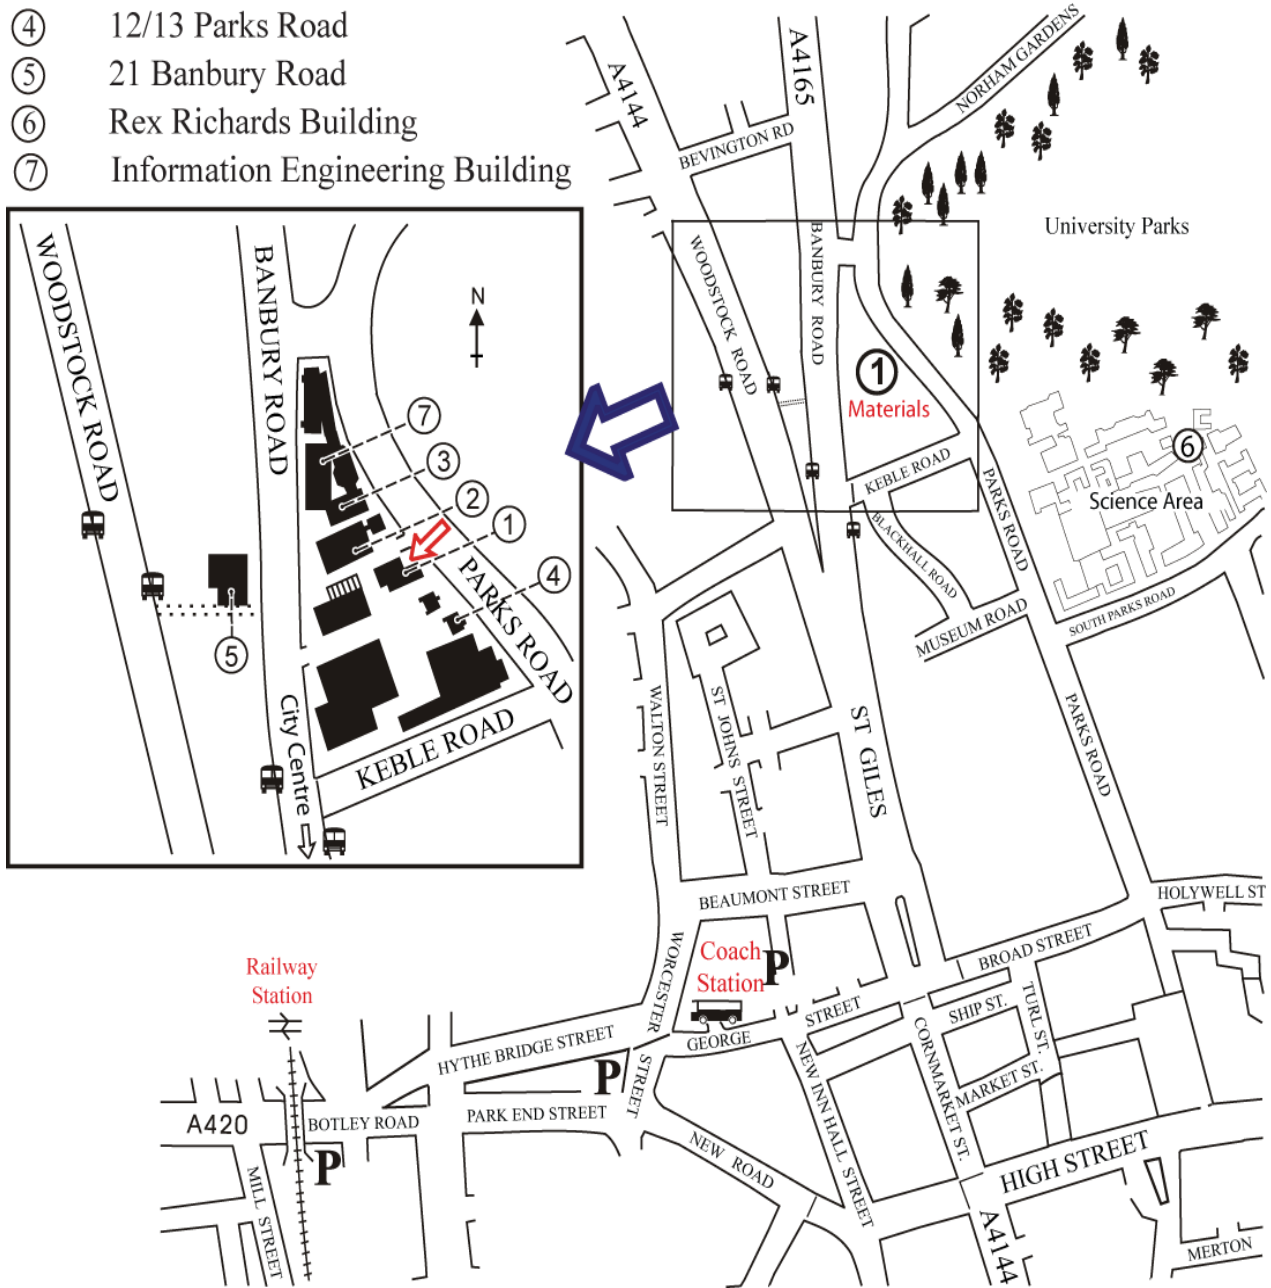 4 12/13 Parks Road
5 21 Banbury Road
6 Rex Richards Building
7 Information Engineering Building
WOODSTOCK ROAD
BANBURY ROAD
N
7
3
2
1
4
5
PARKS ROAD
KEBLE ROAD
City Centre
A4144
A4165
NORHAM GARDENS
BEVINGTON RD
University Parks
WOODSTOCK ROAD
BANBURY ROAD
1
Materials
6
Science Area
KEBLE ROAD
PARKS ROAD
BLACKHALL ROAD
MUSEUM ROAD
SOUTH PARKS ROAD
WALTON STREET
ST JOHNS STREET
ST GILES
PARKS ROAD
BEAUMONT STREET
HOLYWELL ST
BROAD STREET
WORCESTER
STREET
Coach
Station
P
Railway
Station
HYTHE BRIDGE STREET
GEORGE
STREET
SHIP ST.
TURL ST.
CORNMARKET ST.
MARKET ST.
NEW INN HALL STREET
P
A420
BOTLEY ROAD
PARK END STREET
P
MILL STREET
NEW ROAD
HIGH STREET
A4144
MERTON